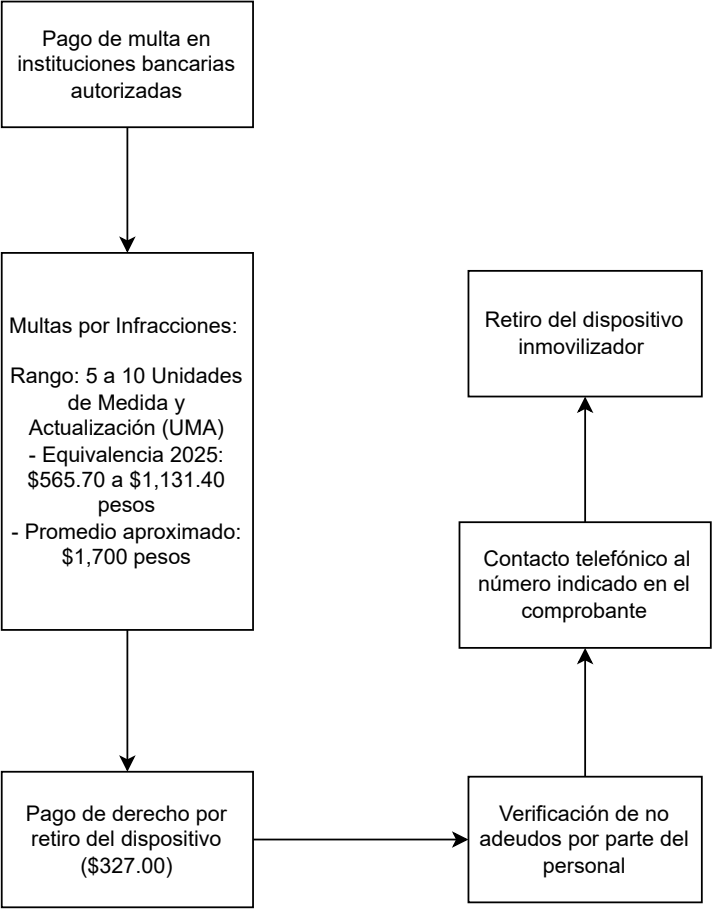 Pago de multa en
instituciones bancarias
autorizadas
Multas por Infracciones:
Rango: 5 a 10 Unidades
de Medida y
Actualización (UMA)
- Equivalencia 2025:
$565.70 a $1,131.40
pesos
- Promedio aproximado:
$1,700 pesos
Pago de derecho por
retiro del dispositivo
($327.00)
Verificación de no
adeudos por parte del
personal
Contacto telefónico al
número indicado en el
comprobante
Retiro del dispositivo
inmovilizador